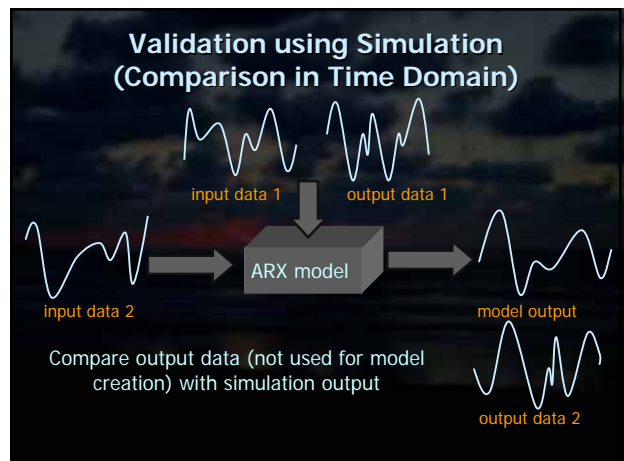 Validation using Simulation
(Comparison in Time Domain)
input data 1
output data 1
ARX model
input data 2
model output
Compare output data (not used for model
creation) with simulation output
output data 2